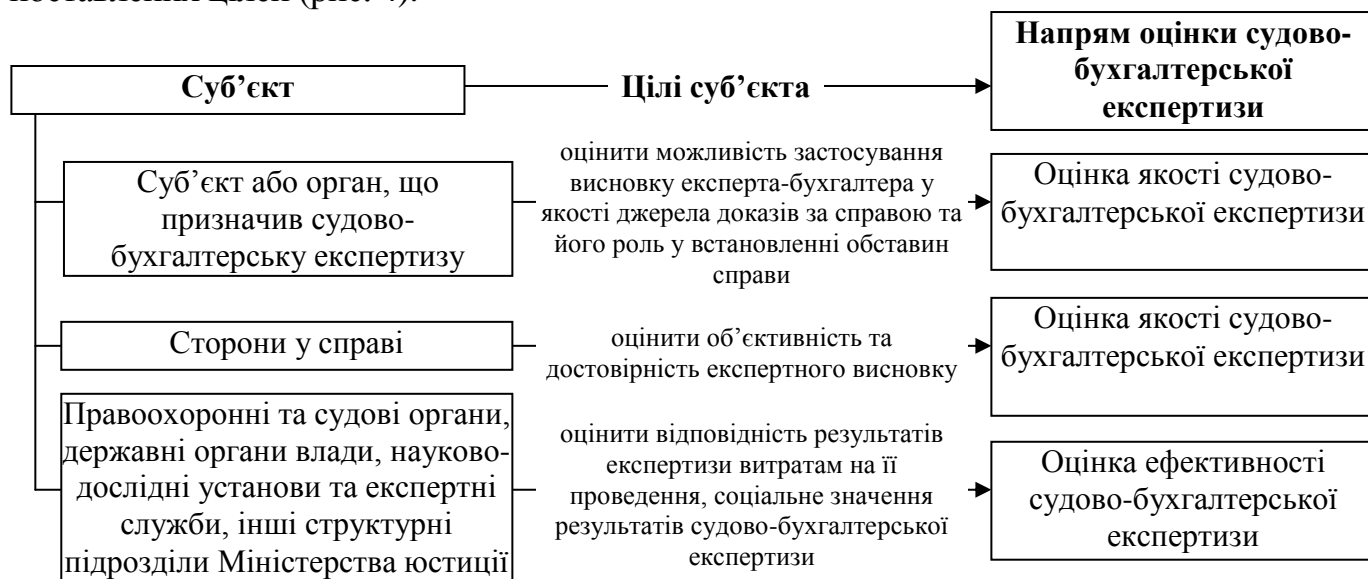 поставлених цілей (рис. 4).
Суб’єкт
Цілі суб’єкта
Напрям оцінки судово-
бухгалтерської
експертизи
Суб’єкт або орган, що
призначив судово-
бухгалтерську експертизу
оцінити можливість застосування
висновку експерта-бухгалтера у
якості джерела доказів за справою та
його роль у встановленні обставин
справи
Оцінка якості судово-
бухгалтерської експертизи
Сторони у справі
оцінити об’єктивність та
достовірність експертного висновку
Оцінка якості судово-
бухгалтерської експертизи
Правоохоронні та судові органи,
державні органи влади, науково-
дослідні установи та експертні
служби, інші структурні
підрозділи Міністерства юстиції
оцінити відповідність результатів
експертизи витратам на її
проведення, соціальне значення
результатів судово-бухгалтерської
експертизи
Оцінка ефективності
судово-бухгалтерської
експертизи